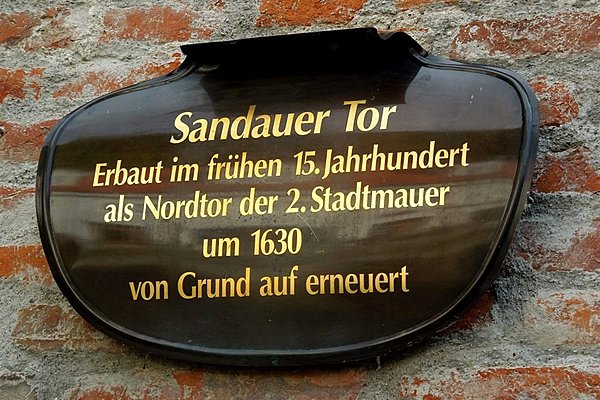 Sandauer Tor
Erbaut im frühen 15. Jahrhundert
als Nordtor der 2. Stadtmauer
um 1630
von Grund auf erneuert